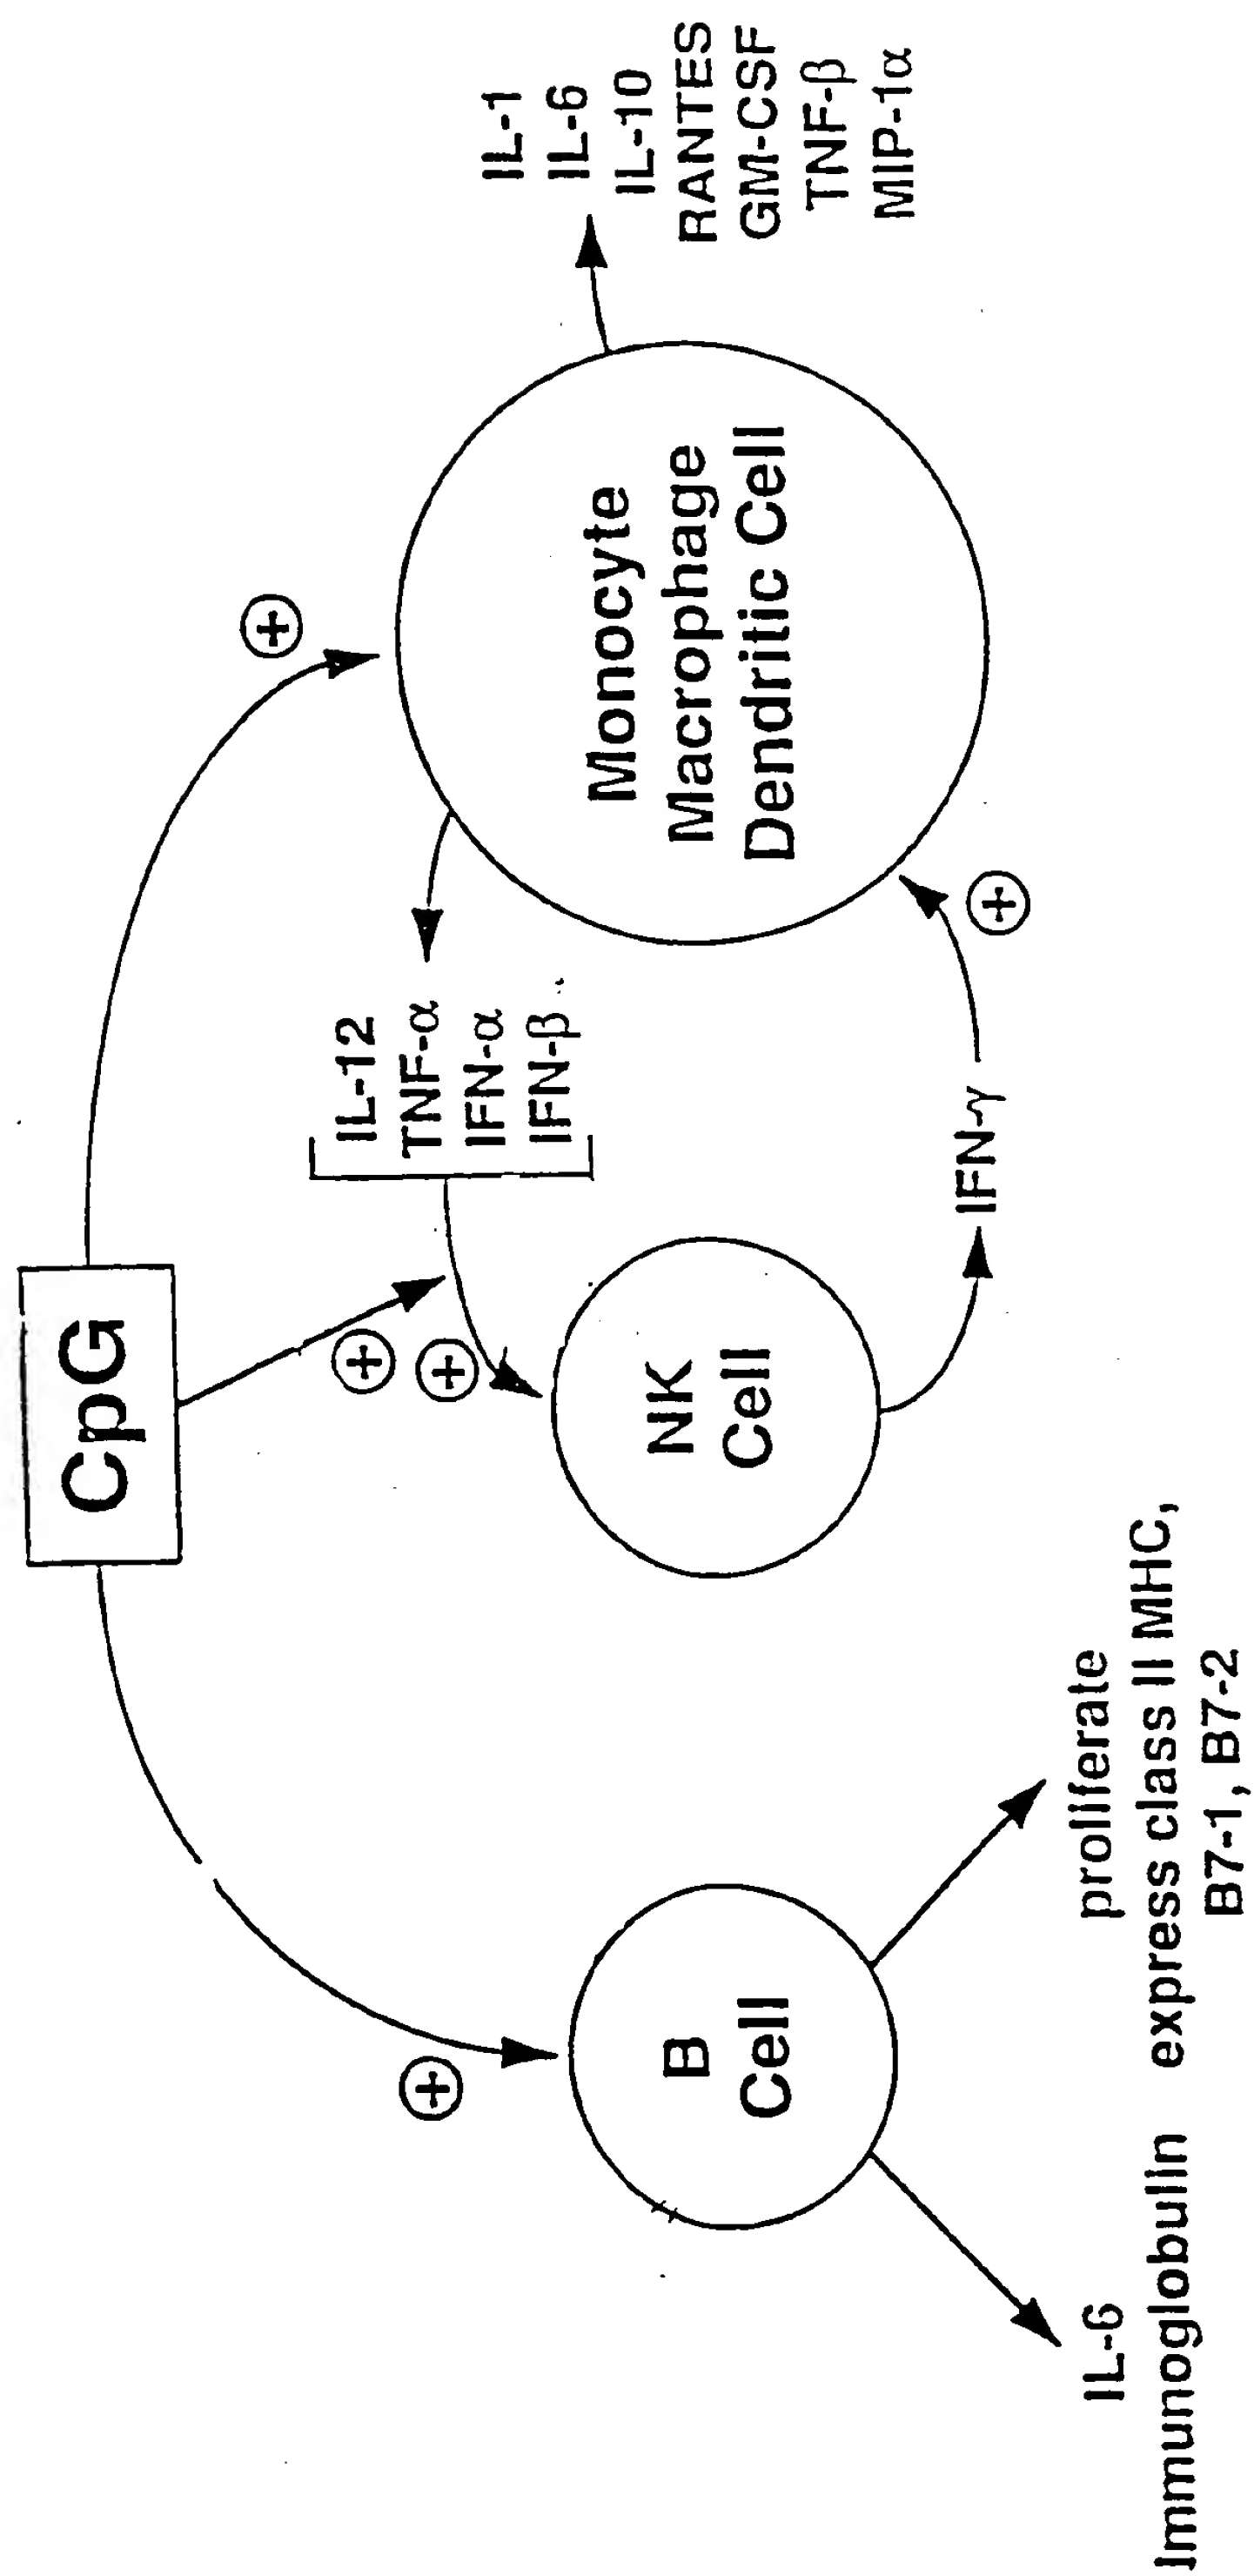 CpG
+
+
+
+
IL-12
TNF-α
IFN-α
IFN-β
B
Cell
NK
Cell
Monocyte
Macrophage
Dendritic Cell
IL-1
IL-6
IL-10
RANTES
GM-CSF
TNF-β
MIP-1α
IFN-γ
+
IL-6
Immunoglobulin
proliferate
express class II MHC,
B7-1, B7-2